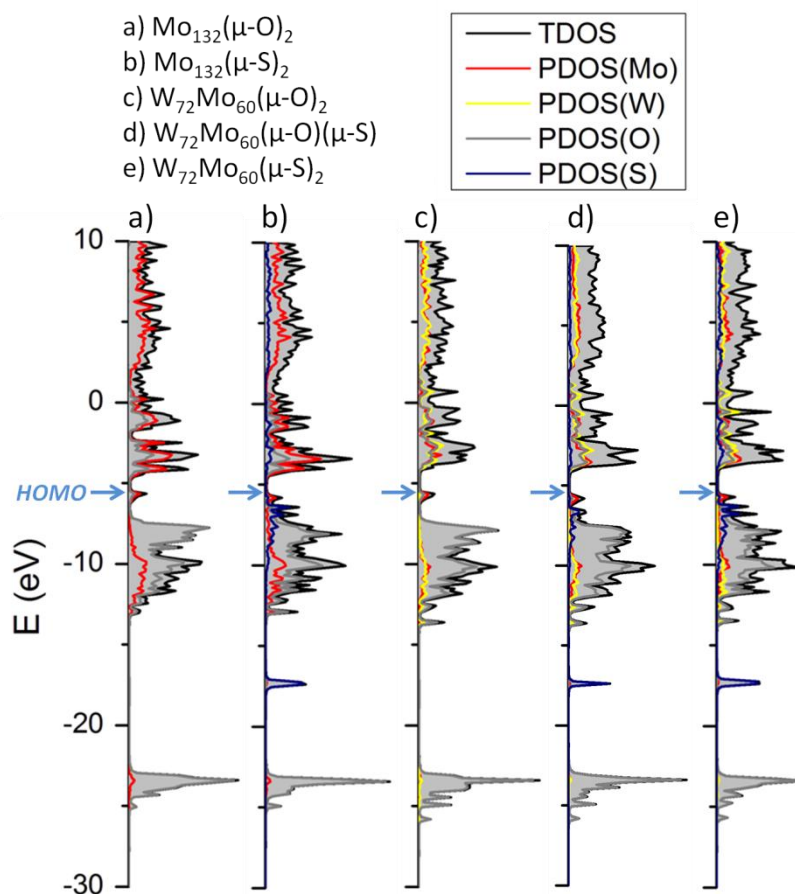 a) Mo₁₃₂(μ-O)₂
b) Mo₁₃₂(μ-S)₂
c) W₇₂Mo₆₀(μ-O)₂
d) W₇₂Mo₆₀(μ-O)(μ-S)
e) W₇₂Mo₆₀(μ-S)₂
TDOS
PDOS(Mo)
PDOS(W)
PDOS(O)
PDOS(S)
a) b) c) d) e)
10
0
HOMO
-10
E (eV)
-20
-30